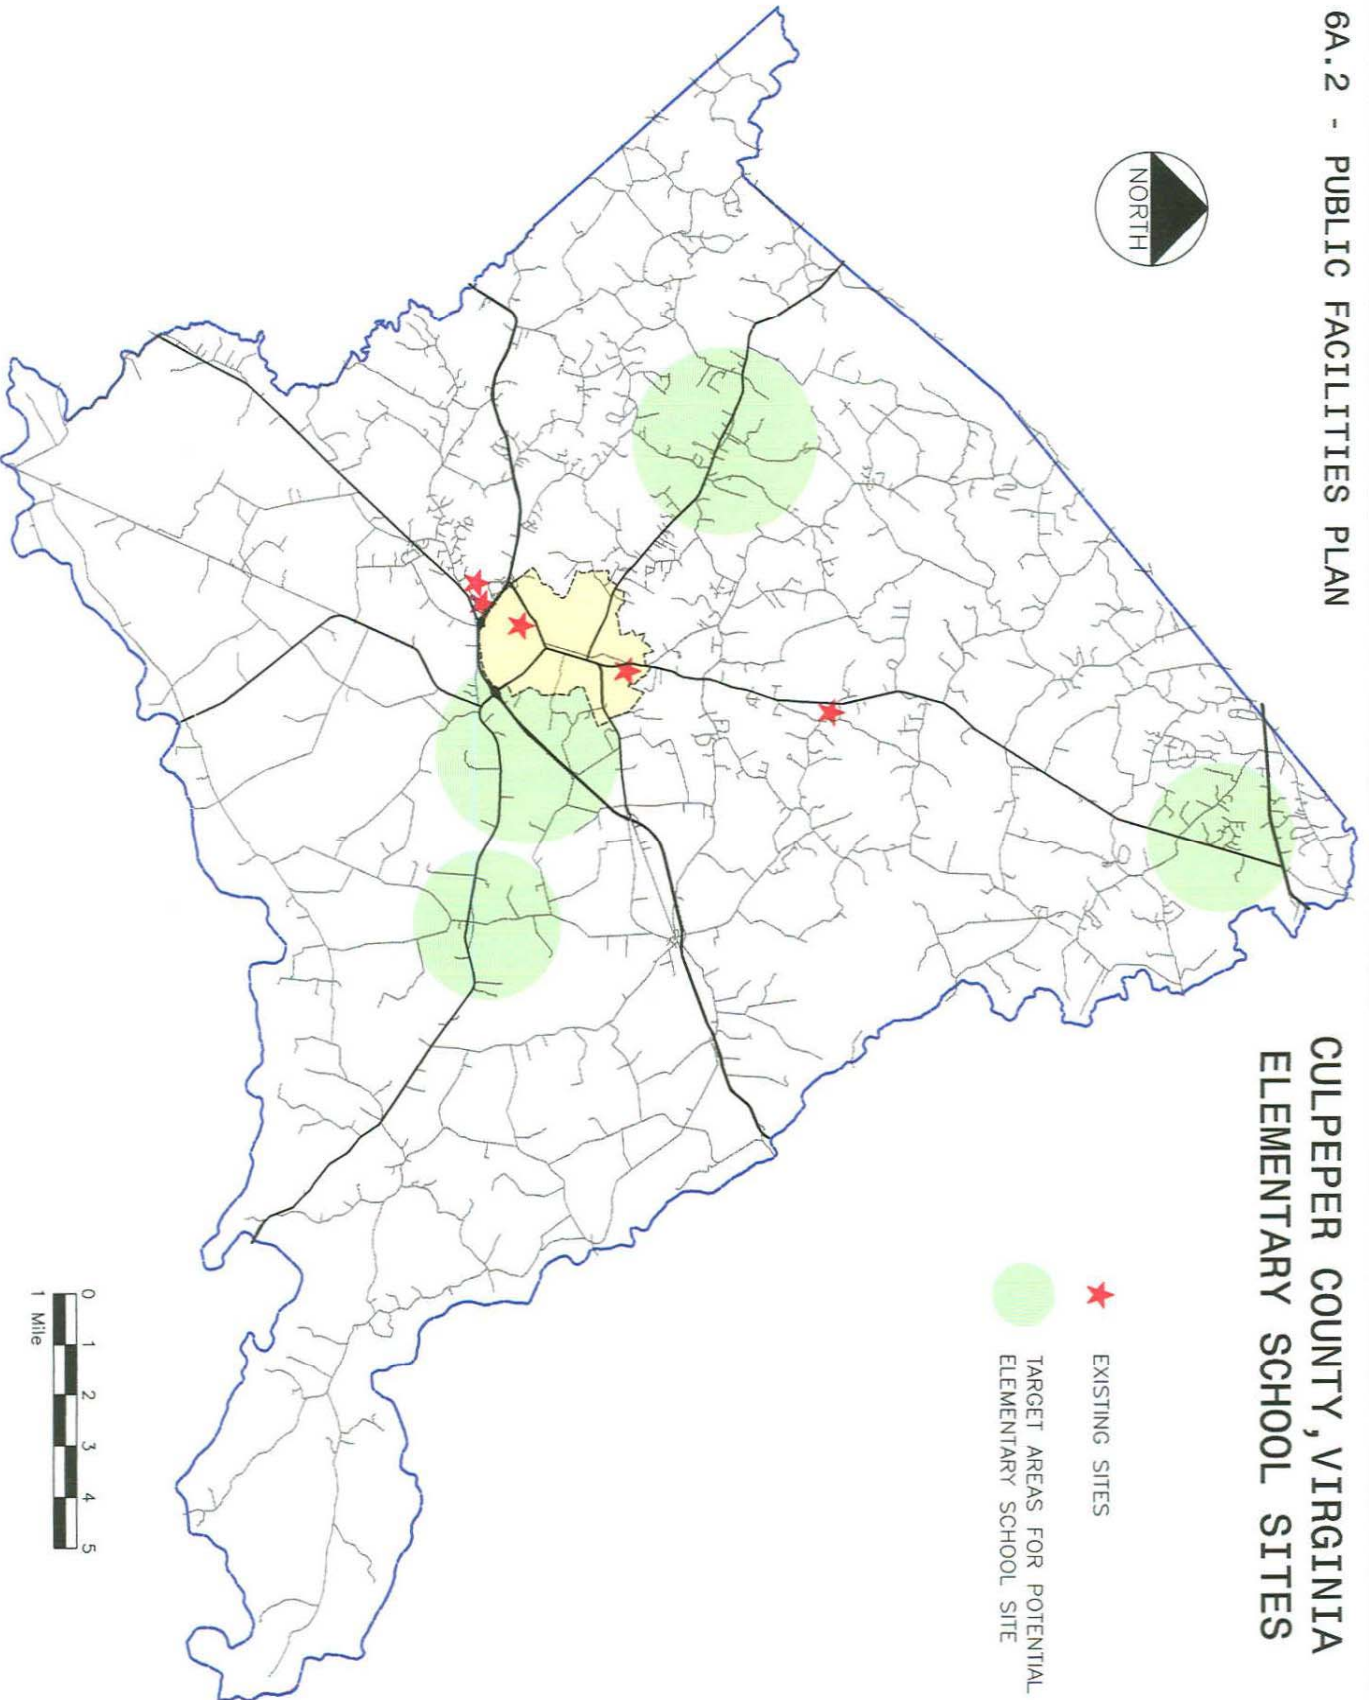 6A.2 - PUBLIC FACILITIES PLAN
CULPEPER COUNTY, VIRGINIA
ELEMENTARY SCHOOL SITES
NORTH
EXISTING SITES
TARGET AREAS FOR POTENTIAL
ELEMENTARY SCHOOL SITE
0 1 2 3 4 5
1 Mile